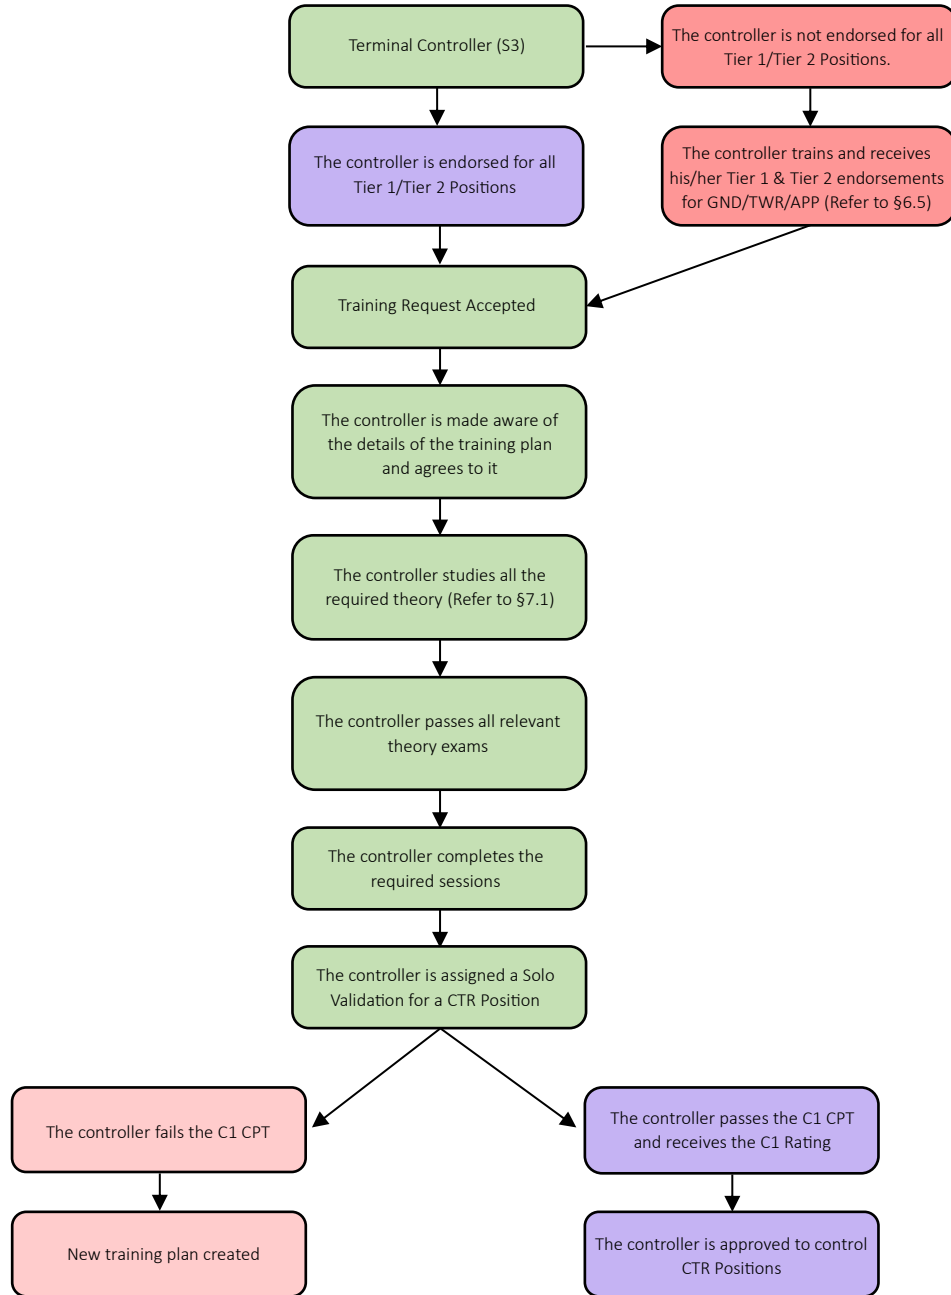 Terminal Controller (S3)
The controller is not endorsed for all
Tier 1/Tier 2 Positions.
The controller is endorsed for all
Tier 1/Tier 2 Positions
The controller trains and receives
his/her Tier 1 & Tier 2 endorsements
for GND/TWR/APP (Refer to §6.5)
Training Request Accepted
The controller is made aware of
the details of the training plan
and agrees to it
The controller studies all the
required theory (Refer to §7.1)
The controller passes all relevant
theory exams
The controller completes the
required sessions
The controller is assigned a Solo
Validation for a CTR Position
The controller fails the C1 CPT
The controller passes the C1 CPT
and receives the C1 Rating
New training plan created
The controller is approved to control
CTR Positions